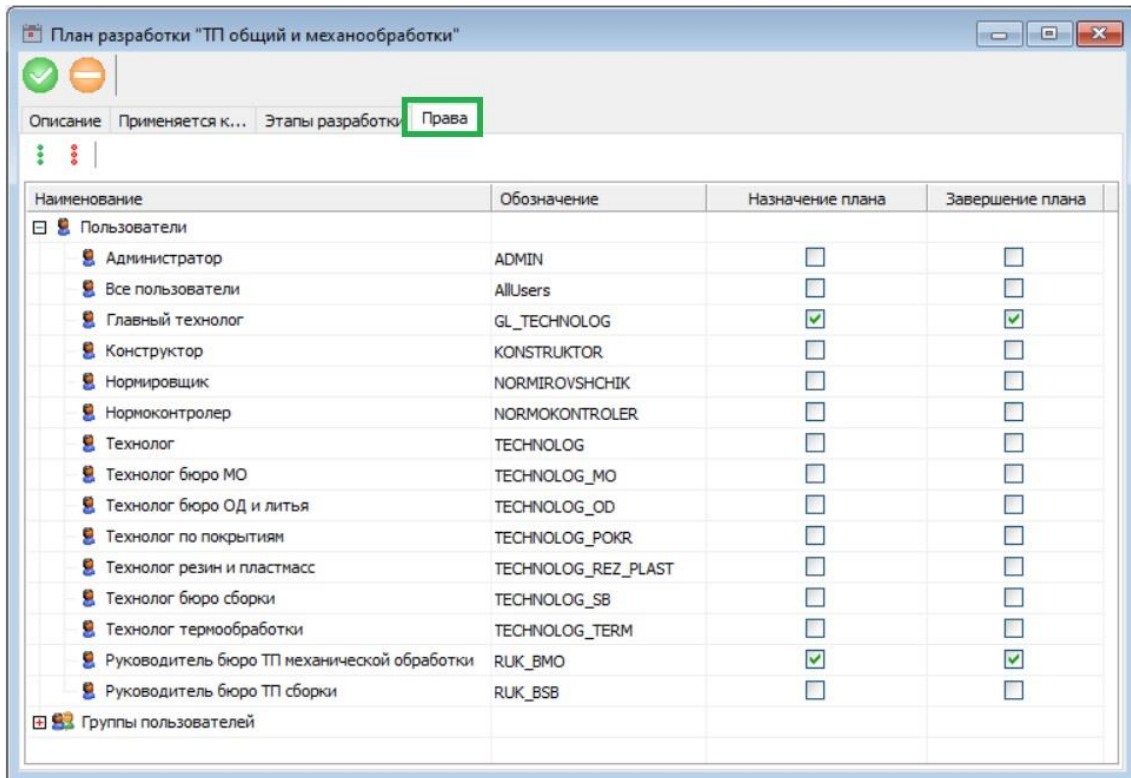 План разработки "ТП общий и механообработки"
Описание Применяется к... Этапы разработки Права
Наименование Обозначение Назначение плана Завершение плана
Пользователи
Администратор ADMIN
Все пользователи AllUsers
Главный технолог GL_TECHNOLOG
Конструктор KONSTRUKTOR
Нормировщик NORMIROVSHCHIK
Нормоконтролер NORMOKONTROLER
Технолог TECHNOLOG
Технолог бюро МО TECHNOLOG_MO
Технолог бюро ОД и литья TECHNOLOG_OD
Технолог по покрытиям TECHNOLOG_POKR
Технолог резин и пластмасс TECHNOLOG_REZ_PLAST
Технолог бюро сборки TECHNOLOG_SB
Технолог термообработки TECHNOLOG_TERM
Руководитель бюро ТП механической обработки RUK_BMO
Руководитель бюро ТП сборки RUK_BSB
Группы пользователей